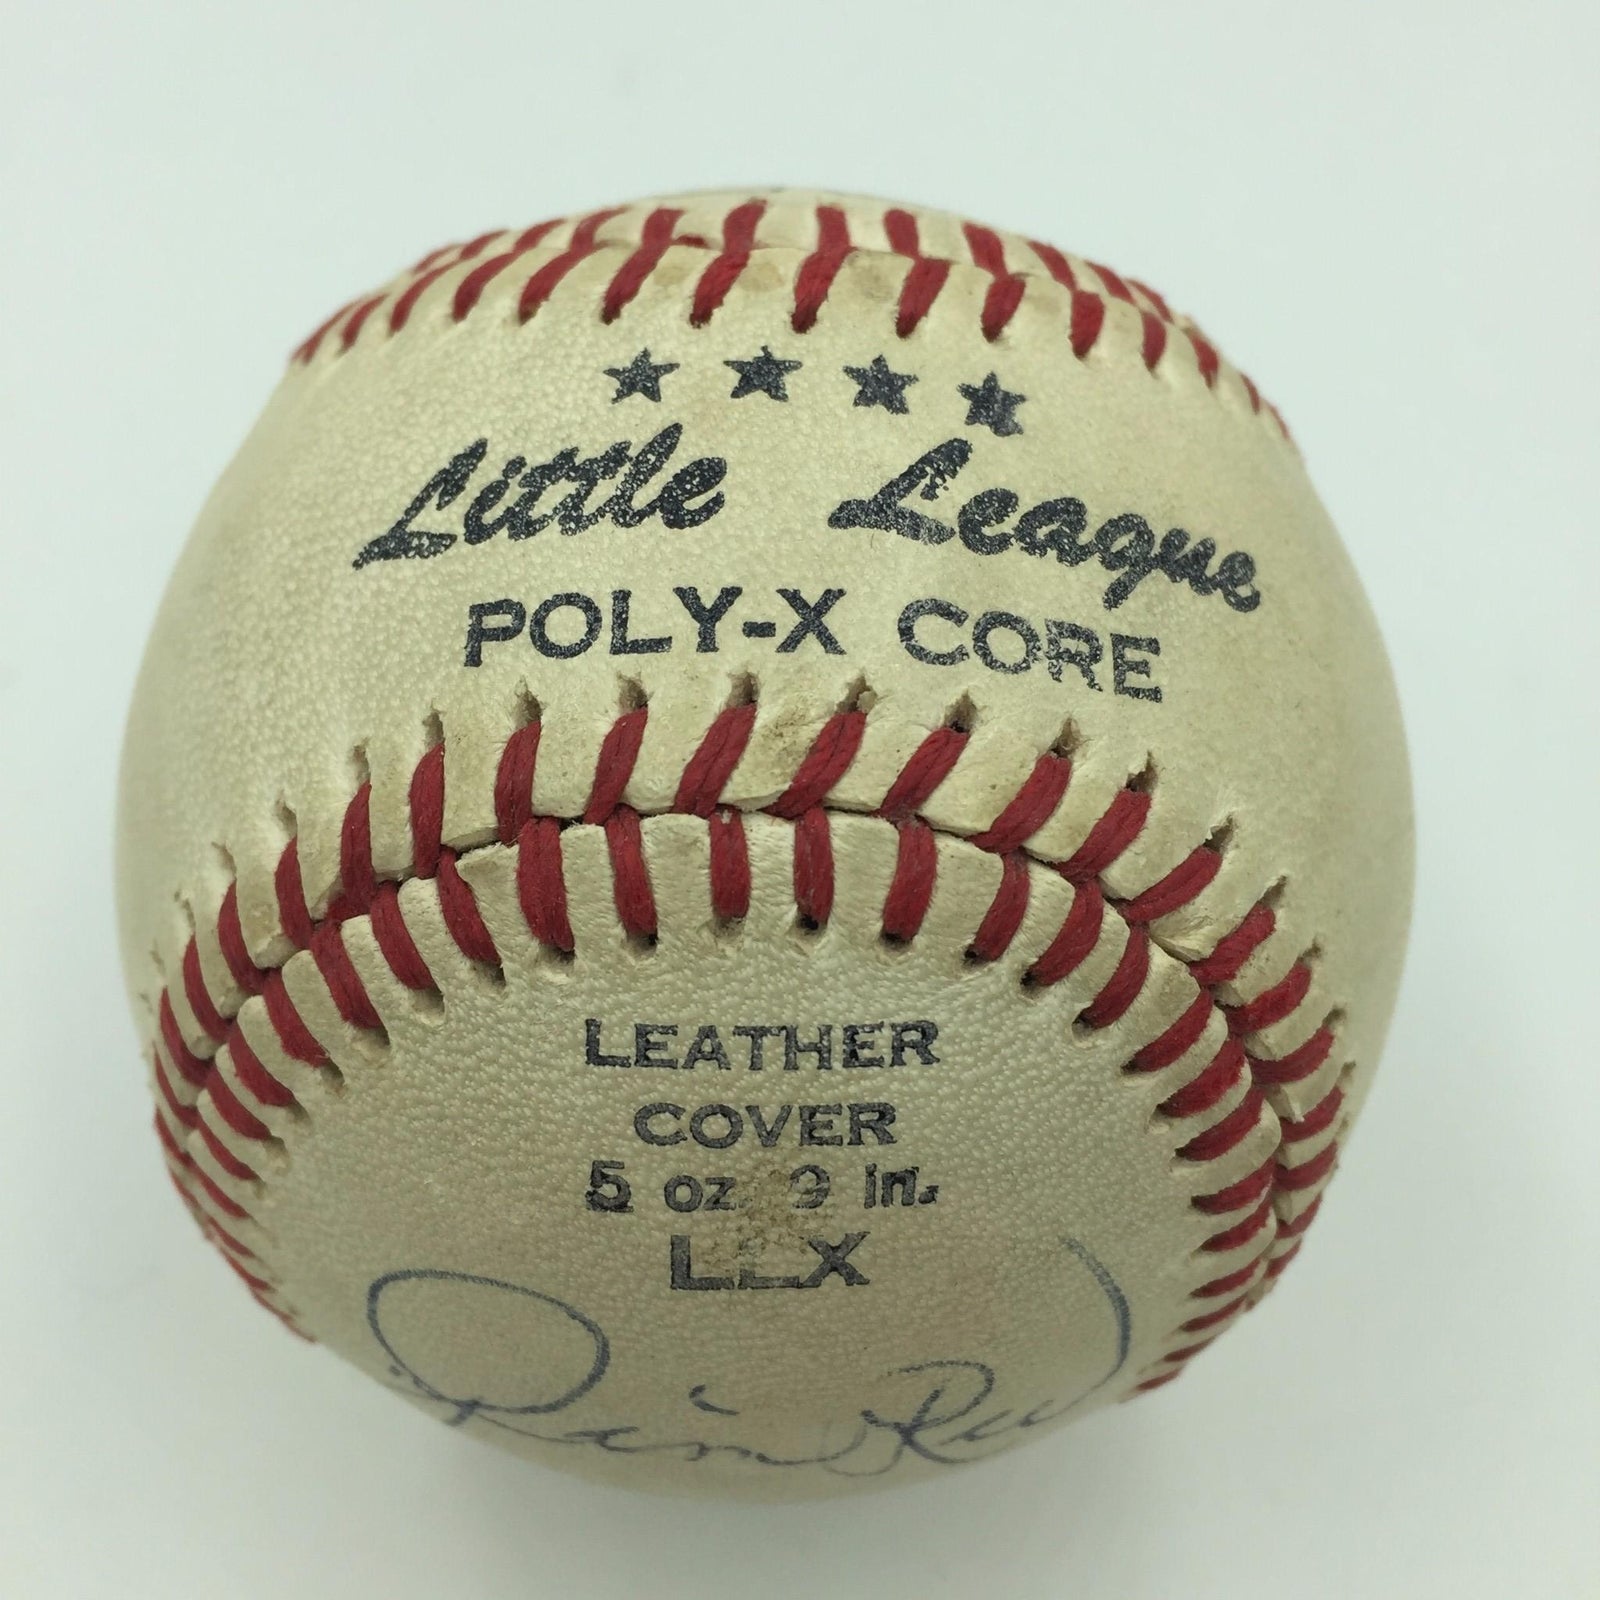 ★ ★ ★ ★
Little League
POLY-X CORE
LEATHER
COVER
5 oz 9 in.
LLX